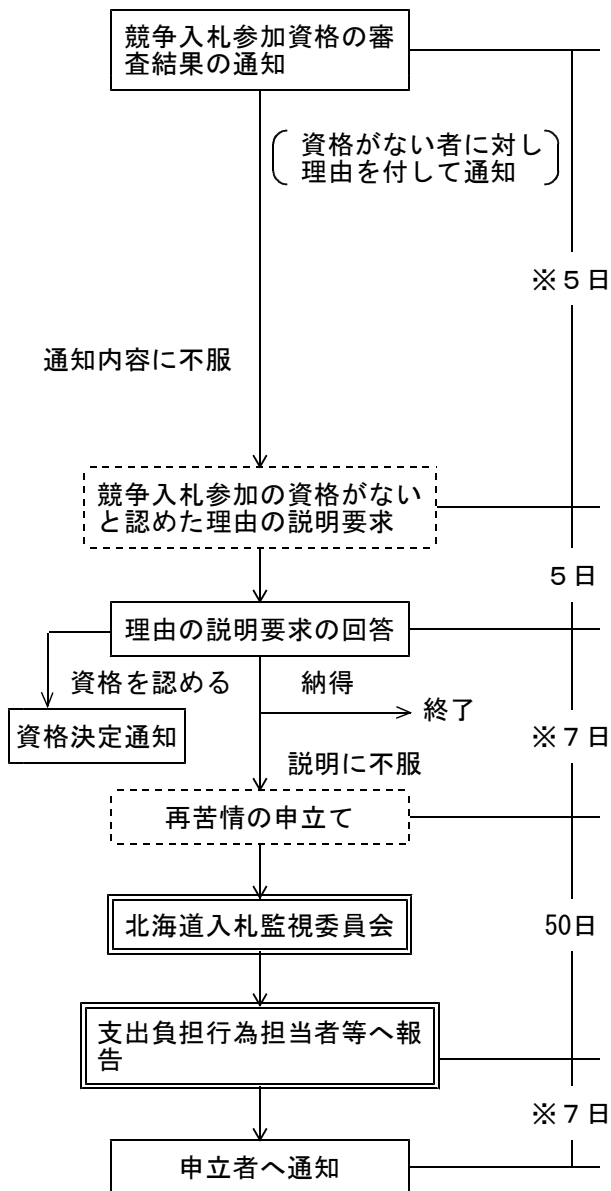 競争入札参加資格の審
査結果の通知
資格がない者に対し
理由を付して通知
※５日
通知内容に不服
競争入札参加の資格がない
と認めた理由の説明要求
５日
理由の説明要求の回答
資格を認める
納得
終了
資格決定通知
※７日
説明に不服
再苦情の申立て
北海道入札監視委員会
50日
支出負担行為担当者等へ報
告
※７日
申立者へ通知